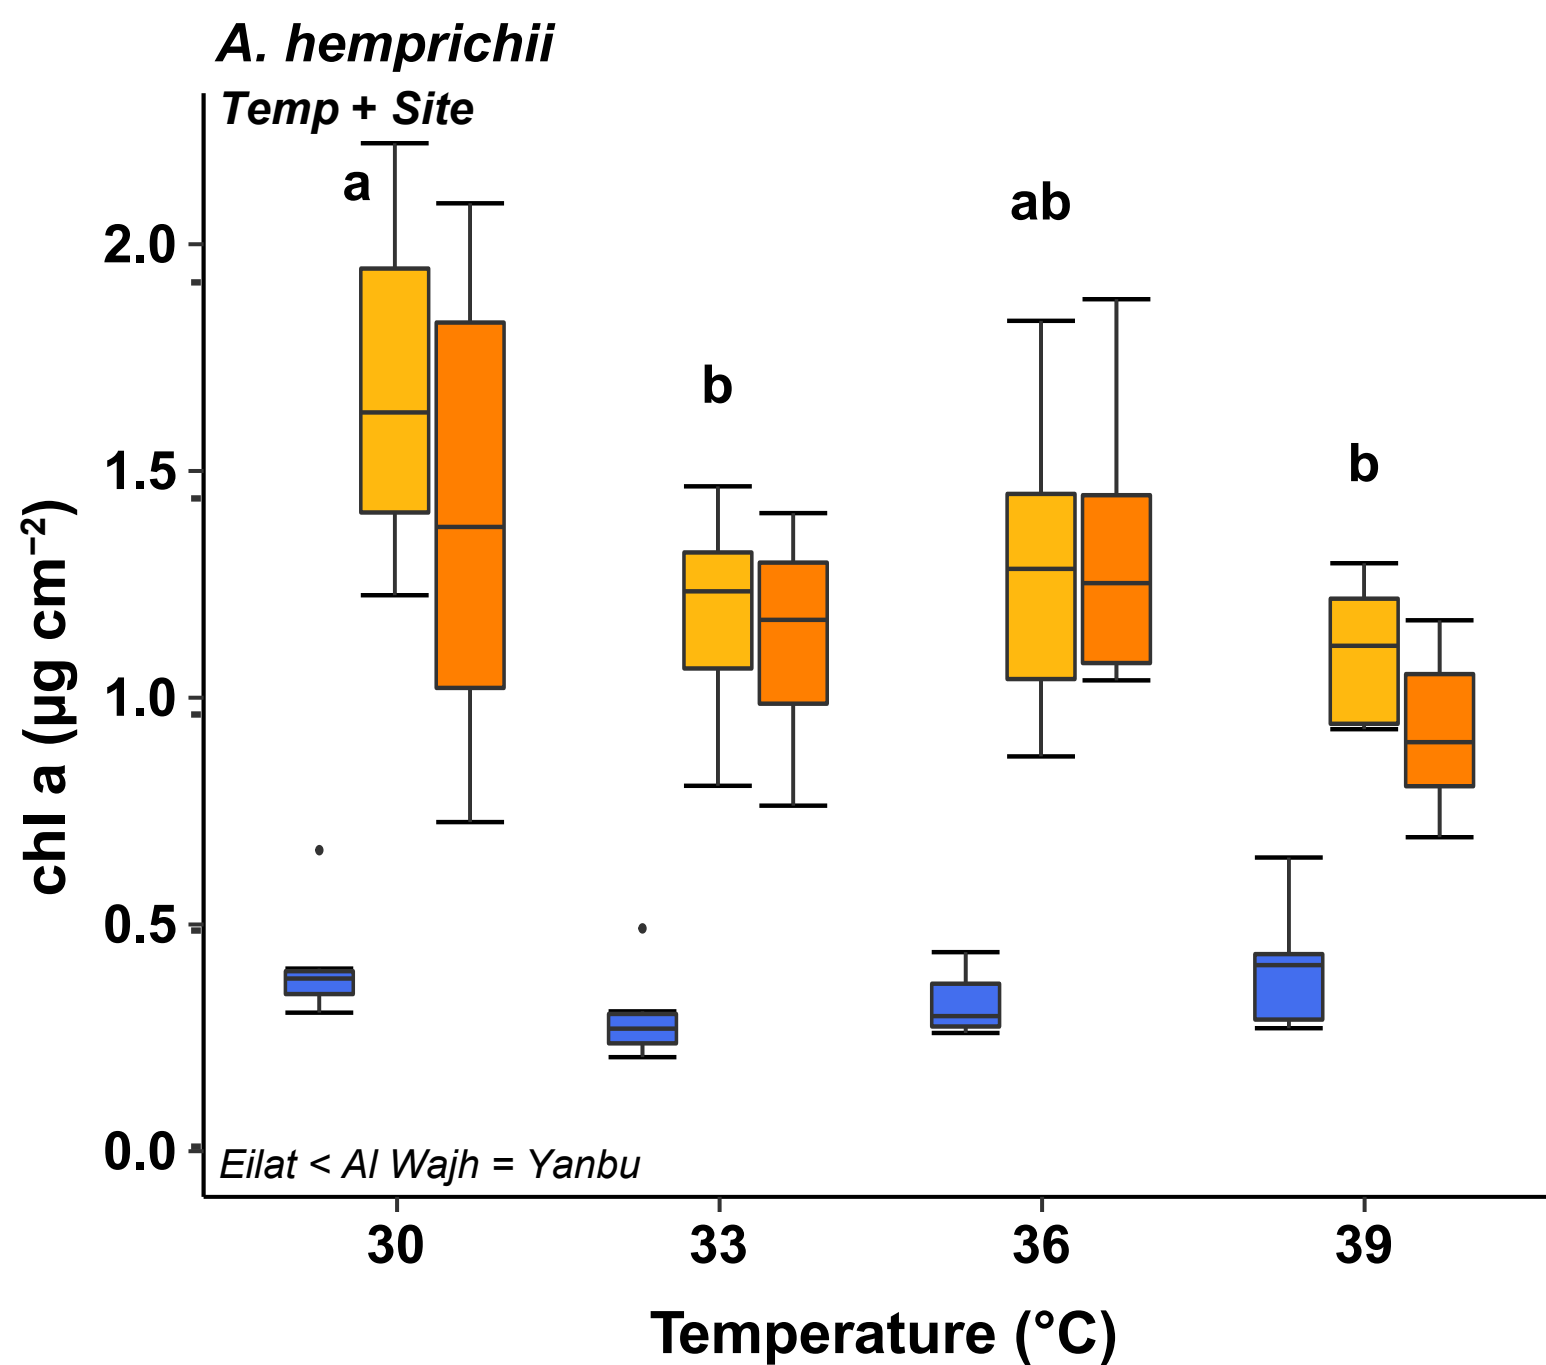 A. hemprichii
Temp + Site
a
ab
b
b
2.0
1.5
1.0
0.5
0.0
chl a (µg cm⁻²)
Eilat < Al Wajh = Yanbu
30 33 36 39
Temperature (°C)